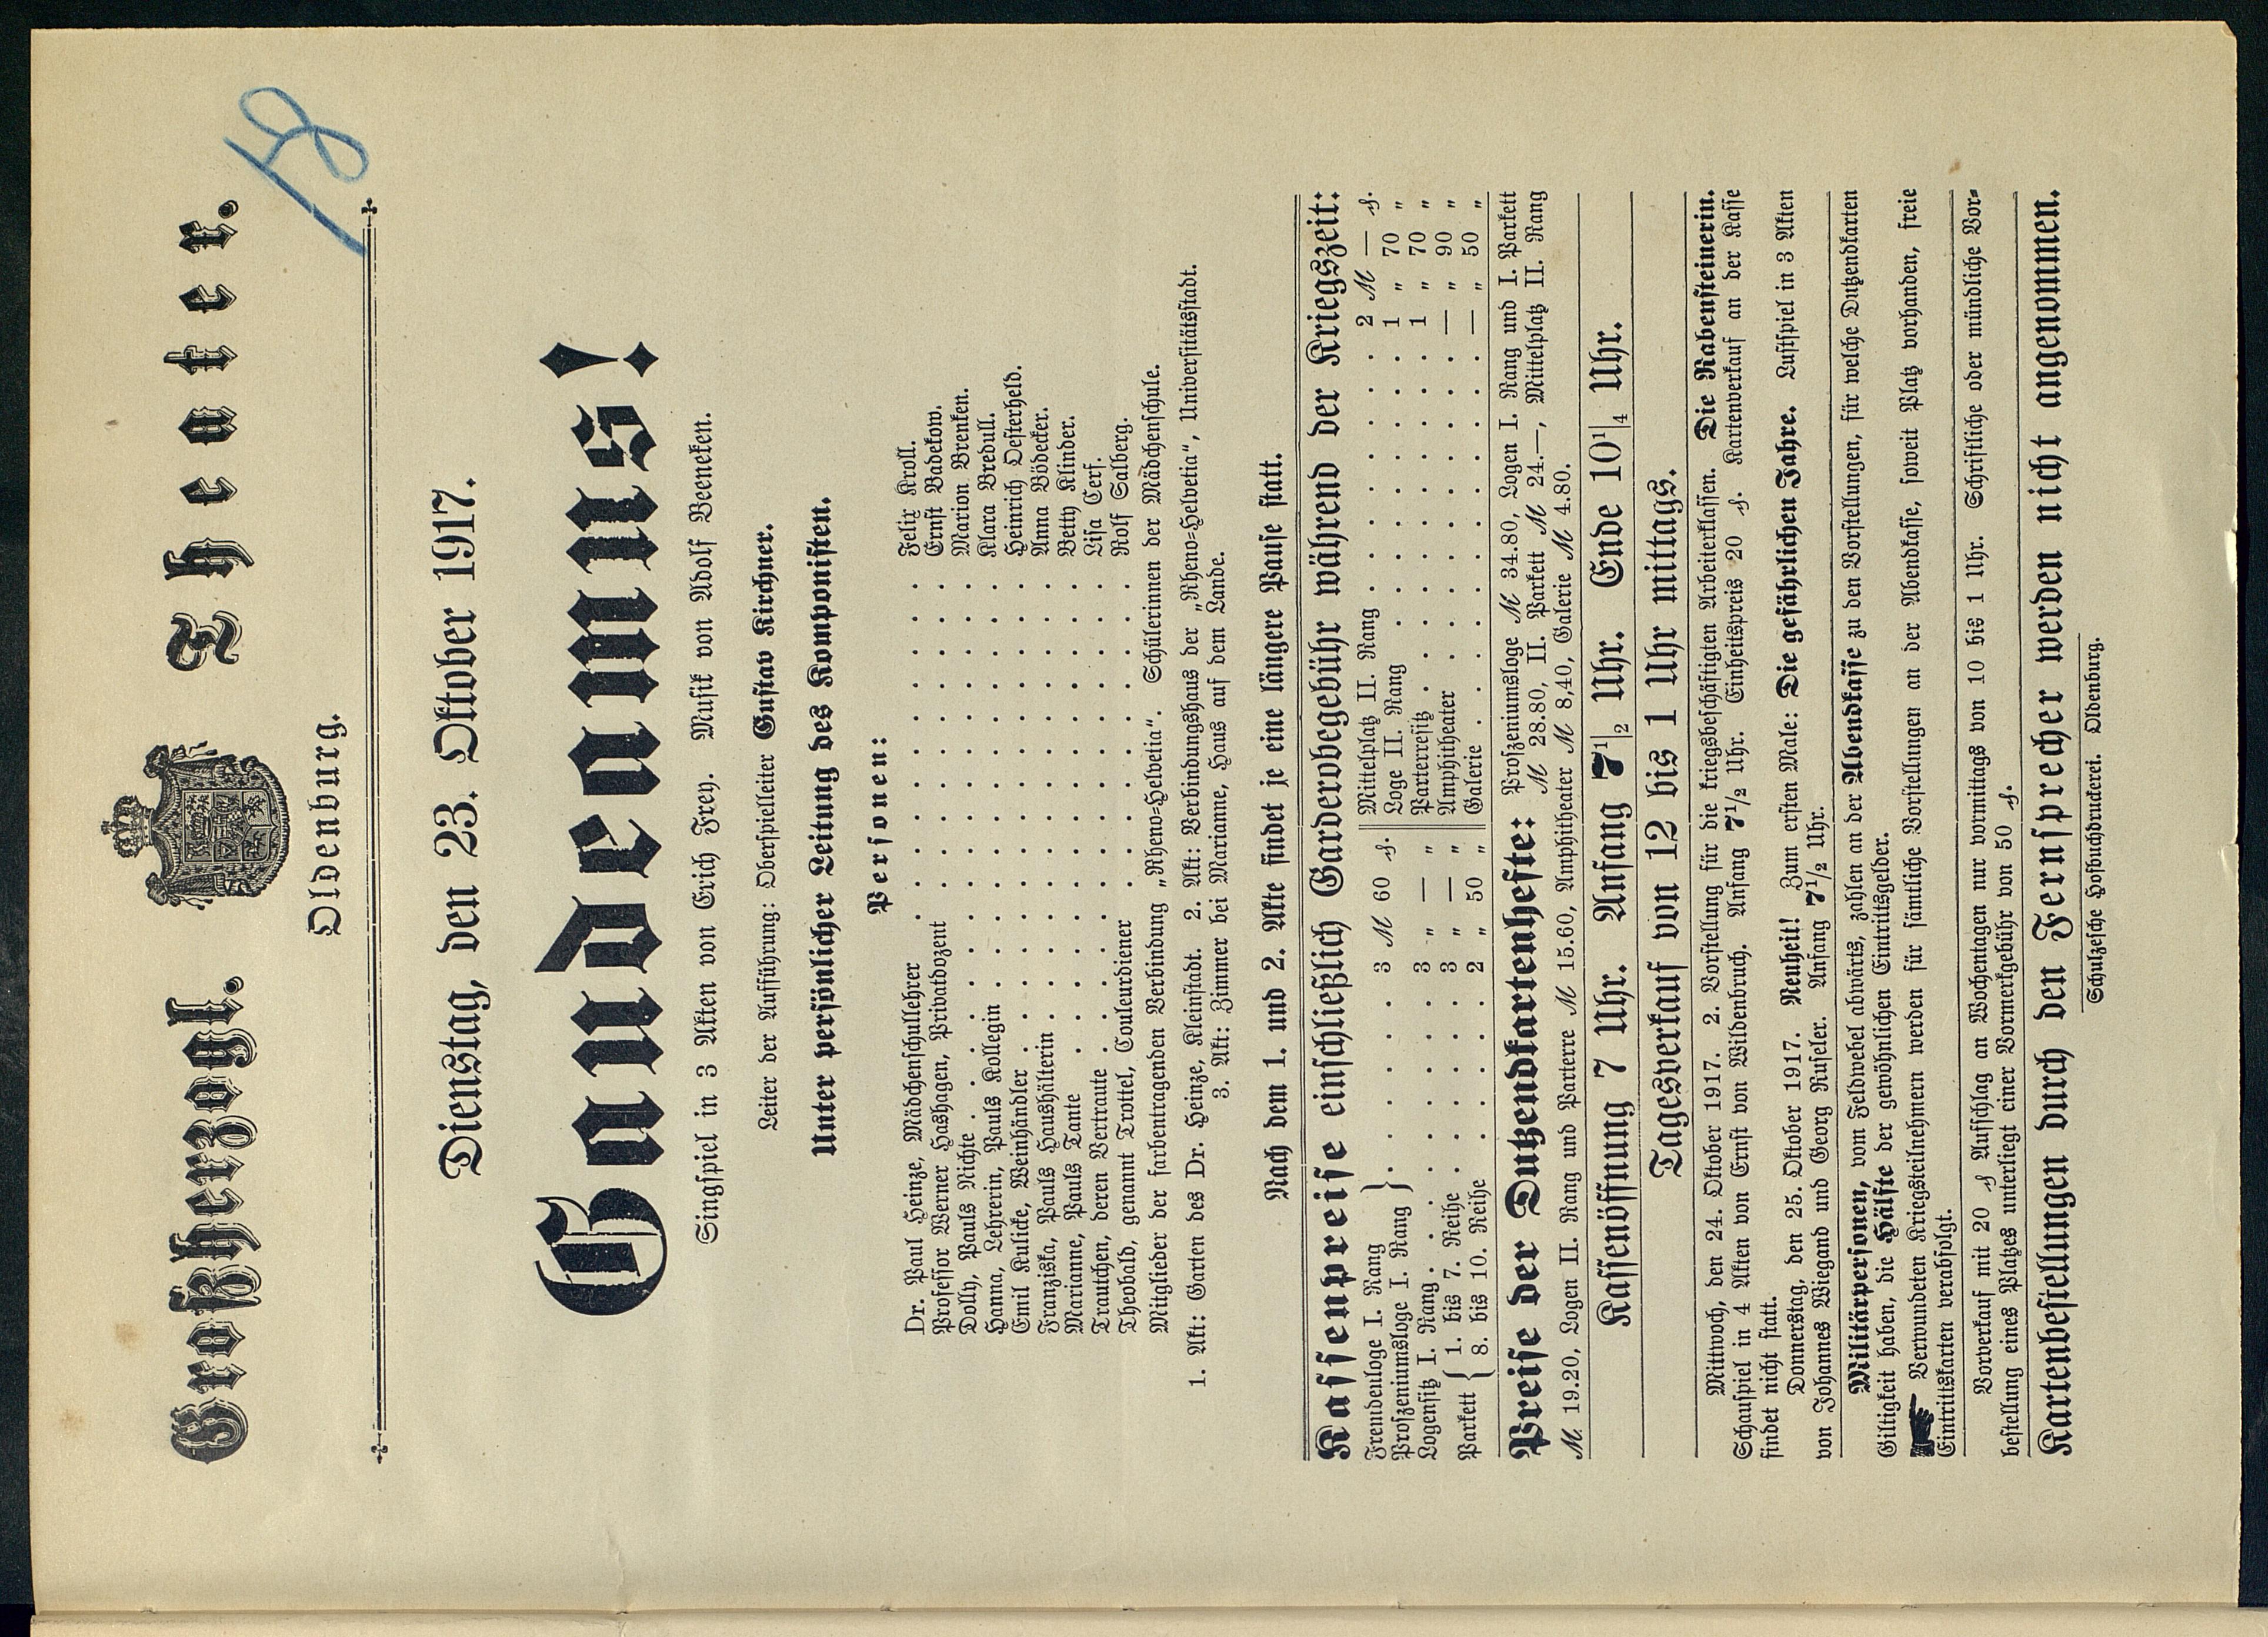 Großherzogl. Theater.
18
Oldenburg.
Dienstag, den 23. Oktober 1917.
Gaudeamus!
Singspiel in 3 Akten von Erich Frey. Musik von Adolf Beeneken.
Leiter der Aufführung: Oberspielleiter Gustav Kirchner.
Unter persönlicher Leitung des Komponisten.
Personen:
Dr. Paul Heinze, Mädchenschullehrer . . . . . . . . . . Felix Kroll.
Professor Werner Hashagen, Privatdozent . . . . . . . . . . Ernst Badekow.
Dolly, Pauls Nichte . . . . . . . . . . Marion Brenken.
Hanna, Lehrerin, Pauls Kollegin . . . . . . . . . . Klara Bredull.
Emil Kulicke, Weinhändler . . . . . . . . . . Heinrich Oesterheld.
Franziska, Pauls Haushälterin . . . . . . . . . . Anna Bödecker.
Marianne, Pauls Tante . . . . . . . . . . Betty Kinder.
Trautchen, deren Vertraute . . . . . . . . . . Lisa Cerf.
Theobald, genannt Trottel, Couleurdiener . . . . . . . . . . Rolf Salberg.
Mitglieder der farbentragenden Verbindung „Rheno-Helvetia“. Schülerinnen der Mädchenschule.
1. Akt: Garten des Dr. Heinze, Kleinstadt. 2. Akt: Verbindungshaus der „Rheno-Helvetia“, Universitätsstadt.
3. Akt: Zimmer bei Marianne, Haus auf dem Lande.
Nach dem 1. und 2. Akte findet je eine längere Pause statt.
Kassenpreise einschließlich Garderobegebühr während der Kriegszeit:
Fremdenloge I. Rang
Proszeniumsloge I. Rang } . . . . . . 3 ℳ 60 ₰.
Logensitz I. Rang . . . . . . 3 „ — „
Parkett { 1. bis 7. Reihe . . . . . . 3 „ — „
8. bis 10. Reihe . . . . . . 2 „ 50 „
Mittelplatz II. Rang . . . . . . . . 2 ℳ — ₰.
Loge II. Rang . . . . . . . . 1 „ 70 „
Parterresitz . . . . . . . . 1 „ 70 „
Amphitheater . . . . . . . . — „ 90 „
Galerie . . . . . . . . — „ 50 „
Preise der Dutzendkartenhefte: Proszeniumsloge ℳ 34.80, Logen I. Rang und I. Parkett
ℳ 28.80, II. Parkett ℳ 24.—, Mittelplatz II. Rang
ℳ 19.20, Logen II. Rang und Parterre ℳ 15.60, Amphitheater ℳ 8,40, Galerie ℳ 4.80.
Kassenöffnung 7 Uhr. Anfang 7 1/2 Uhr. Ende 10 1/4 Uhr.
Tagesverkauf von 12 bis 1 Uhr mittags.
Mittwoch, den 24. Oktober 1917. 2. Vorstellung für die kriegsbeschäftigten Arbeiterklassen. Die Rabensteinerin.
Schauspiel in 4 Akten von Ernst von Wildenbruch. Anfang 7 1/2 Uhr. Einheitspreis 20 ₰. Kartenverkauf an der Kasse
findet nicht statt.
Donnerstag, den 25. Oktober 1917. Neuheit! Zum ersten Male: Die gefährlichen Jahre. Lustspiel in 3 Akten
von Johannes Wiegand und Georg Ruseler. Anfang 7 1/2 Uhr.
Militärpersonen, vom Feldwebel abwärts, zahlen an der Abendkasse zu den Vorstellungen, für welche Dutzendkarten
Giltigkeit haben, die Hälfte der gewöhnlichen Eintrittsgelder.
☛ Verwundeten Kriegsteilnehmern werden für sämtliche Vorstellungen an der Abendkasse, soweit Platz vorhanden, freie
Eintrittskarten verabfolgt.
Vorverkauf mit 20 ₰ Aufschlag an Wochentagen nur vormittags von 10 bis 1 Uhr. Schriftliche oder mündliche Vor-
bestellung eines Platzes unterliegt einer Vormerkgebühr von 50 ₰.
Kartenbestellungen durch den Fernsprecher werden nicht angenommen.
Schulzesche Hofbuchdruckerei. Oldenburg.